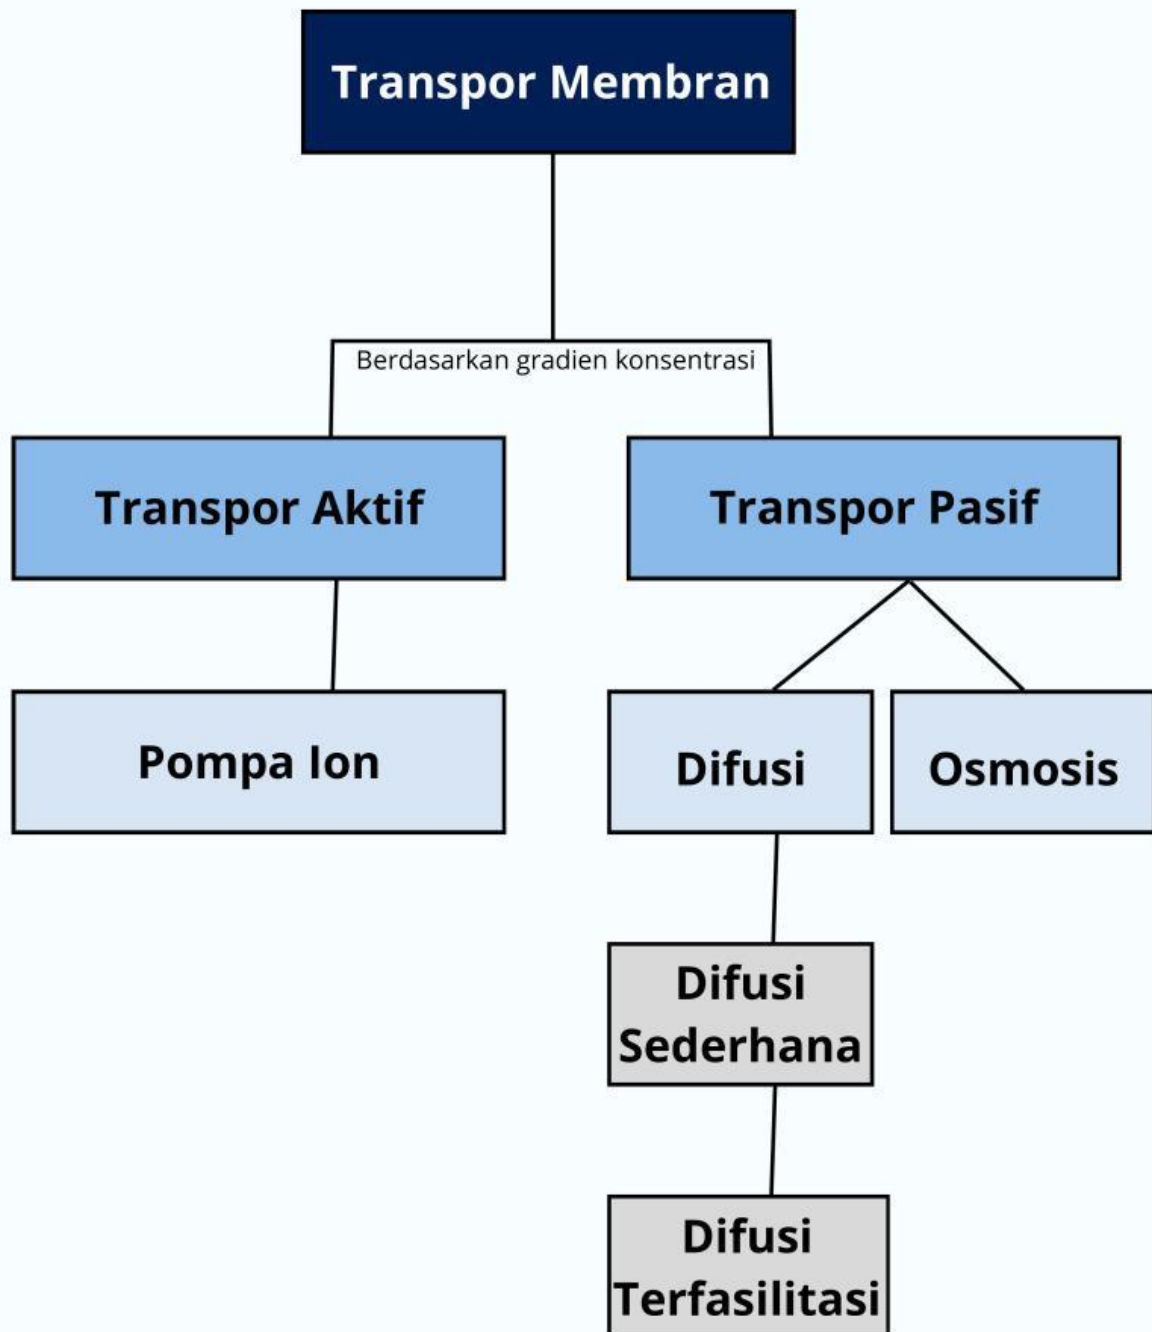 Transpor Membran
Berdasarkan gradien konsentrasi
Transpor Aktif
Transpor Pasif
Pompa Ion
Difusi
Osmosis
Difusi
Sederhana
Difusi
Terfasilitasi